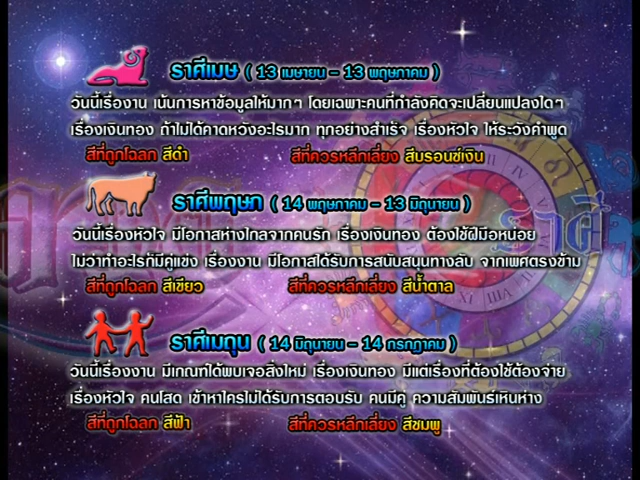 ราศีเมษ ( 13 เมษายน - 13 พฤษภาคม )
วันนี้เรื่องาน เน้นการหาข้อมูลให้มากๆ โดยเฉพาะคนที่กำลังคิดจะเปลี่ยนแปลงใดๆ
เรื่องเงินทอง ถ้าไม่ได้คาดหวังอะไรมาก ทุกอย่างสำเร็จ เรื่องหัวใจ ให้ระวังคำพูด
สีที่ถูกโฉลก สีดำ สีที่ควรหลีกเลี่ยง สีบรอนซ์เงิน
ราศีพฤษภ ( 14 พฤษภาคม - 13 มิถุนายน )
วันนี้เรื่องหัวใจ มีโอกาสห่างไกลจากคนรัก เรื่องเงินทอง ต้องใช้ฝีมือหน่อย
ไม่ว่าทำอะไรก็มีคู่แข่ง เรื่องงาน มีโอกาสได้รับการสนับสนุนทางลับ จากเพศตรงข้าม
สีที่ถูกโฉลก สีเขียว สีที่ควรหลีกเลี่ยง สีน้ำตาล
ราศีเมถุน ( 14 มิถุนายน - 14 กรกฎาคม )
วันนี้เรื่องงาน มีเกณฑ์ได้พบเจอสิ่งใหม่ เรื่องเงินทอง มีแต่เรื่องที่ต้องใช้ต้องจ่าย
เรื่องหัวใจ คนโสด เข้าหาใครไม่ได้รับการตอบรับ คนมีคู่ ความสัมพันธ์เหินห่าง
สีที่ถูกโฉลก สีฟ้า สีที่ควรหลีกเลี่ยง สีชมพู
ราศี